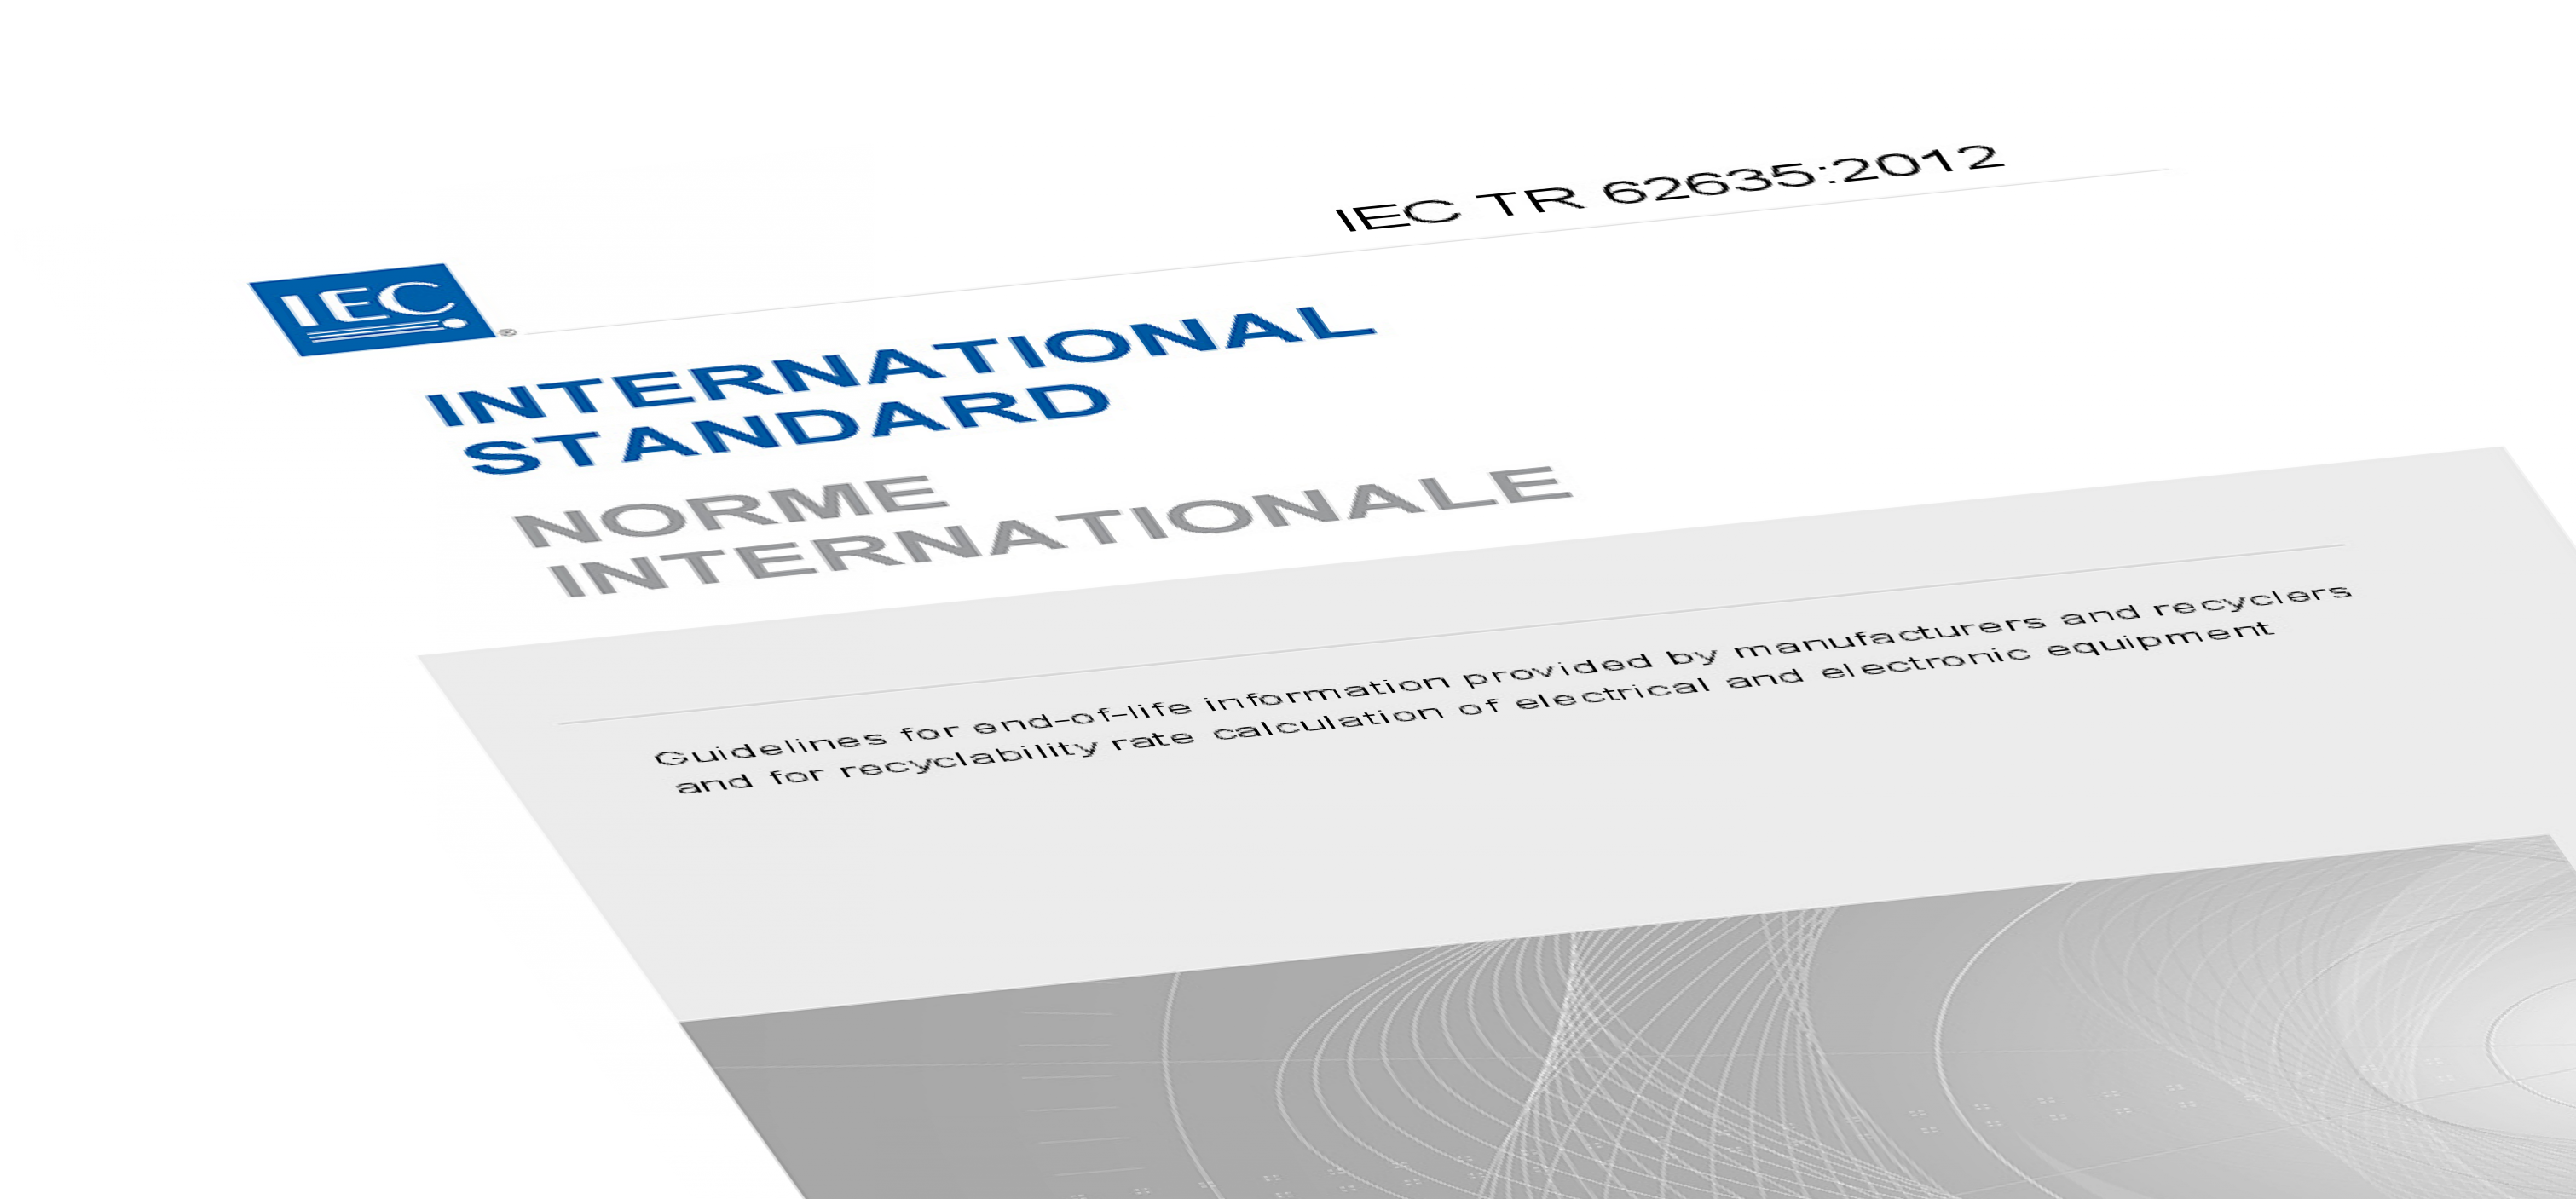 IEC TR 62635:2012
IEC
®
INTERNATIONAL
STANDARD
NORME
INTERNATIONALE
Guidelines for end-of-life information provided by manufacturers and recyclers
and for recyclability rate calculation of electrical and electronic equipment